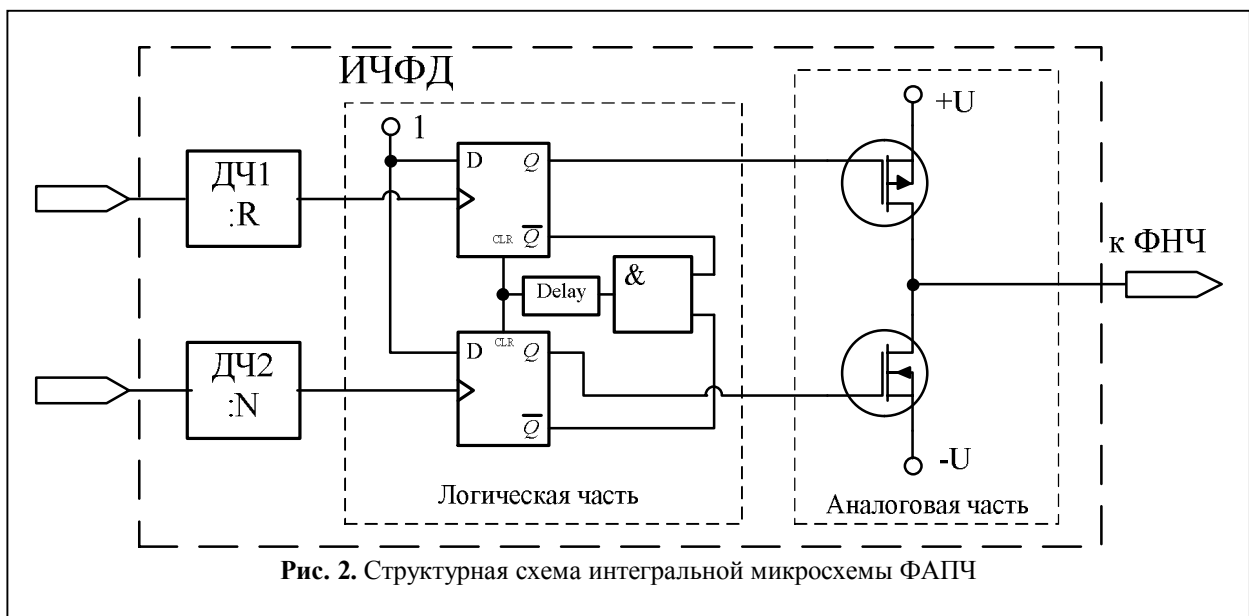 ИЧФД
1
+U
ДЧ1
:R
D Q
CLR Q
&
Delay
к ФНЧ
ДЧ2
:N
D CLR Q
Q
-U
Логическая часть
Аналоговая часть
Рис. 2. Структурная схема интегральной микросхемы ФАПЧ